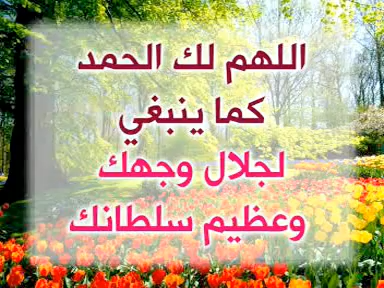 اللهم لك الحمد
كما ينبغي
لجلال وجهك
وعظيم سلطانك